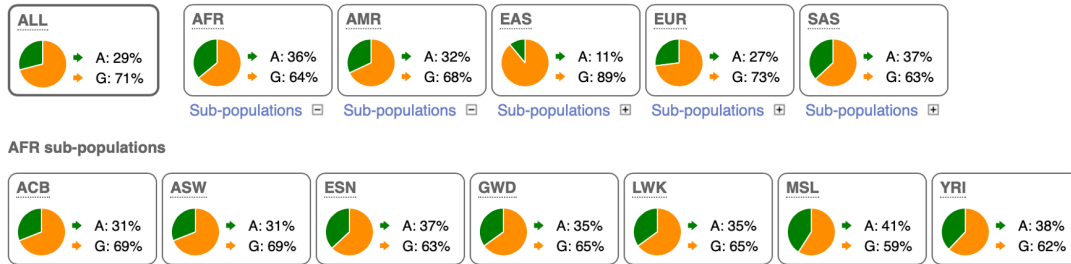 ALL
A: 29%
G: 71%
AFR
A: 36%
G: 64%
Sub-populations
AMR
A: 32%
G: 68%
Sub-populations
EAS
A: 11%
G: 89%
Sub-populations
EUR
A: 27%
G: 73%
Sub-populations
SAS
A: 37%
G: 63%
Sub-populations
AFR sub-populations
ACB
A: 31%
G: 69%
ASW
A: 31%
G: 69%
ESN
A: 37%
G: 63%
GWD
A: 35%
G: 65%
LWK
A: 35%
G: 65%
MSL
A: 41%
G: 59%
YRI
A: 38%
G: 62%